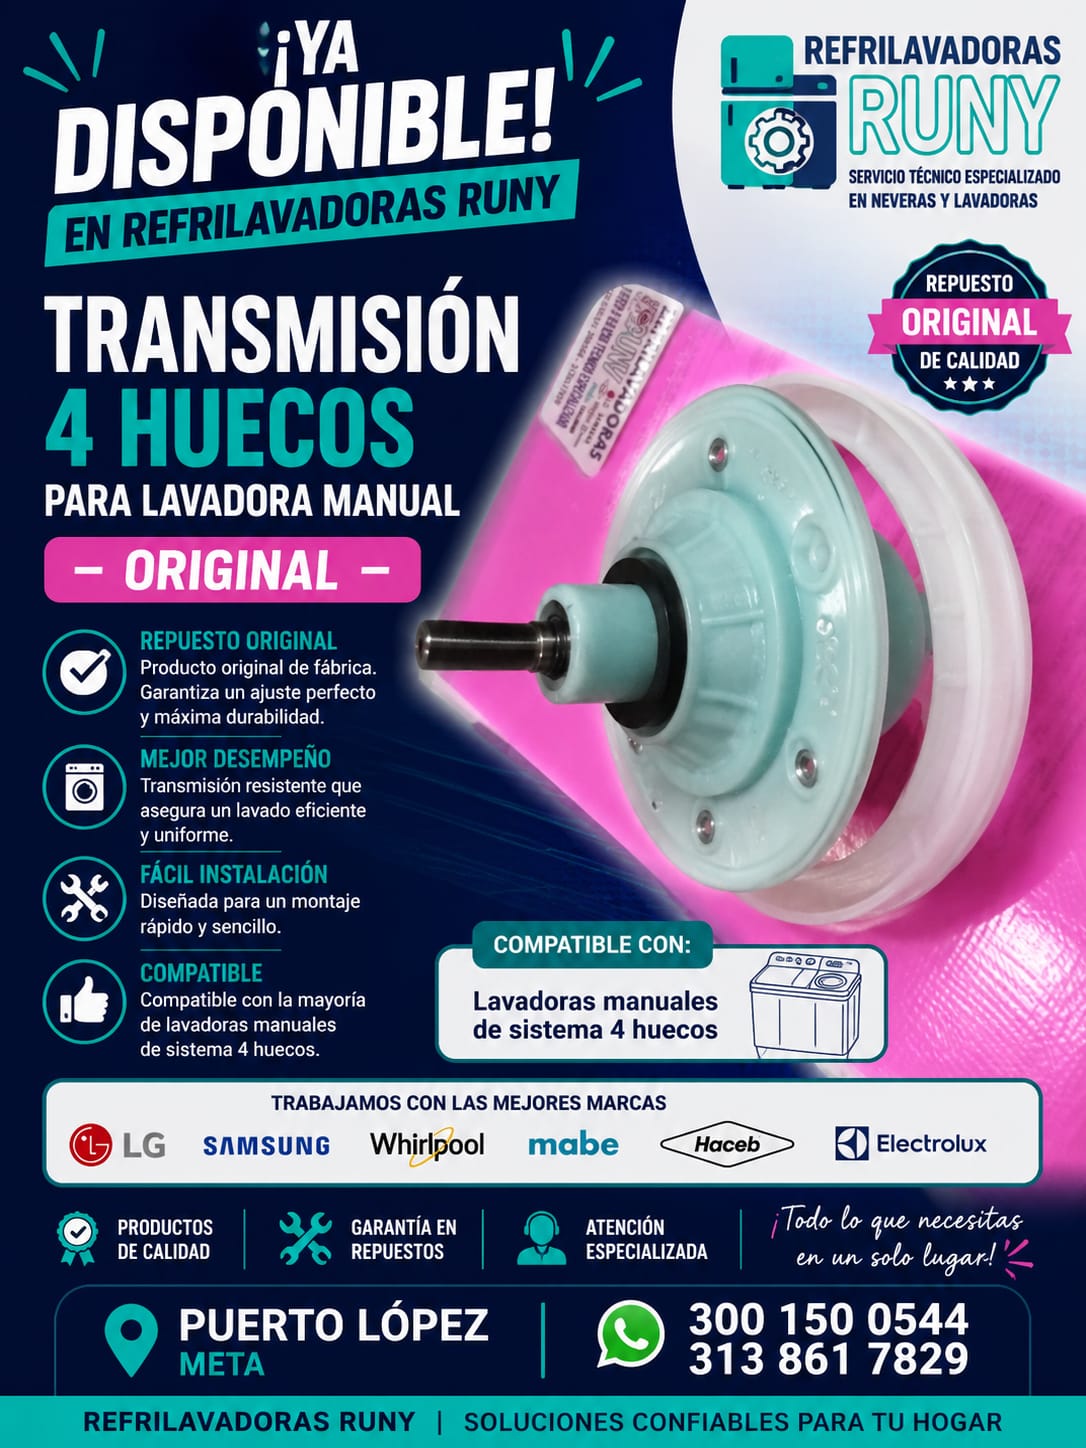 ¡YA
DISPONIBLE!
EN REFRILAVADORAS RUNY
REFRILAVADORAS
RUNY
SERVICIO TÉCNICO ESPECIALIZADO
EN NEVERAS Y LAVADORAS
REPUESTO
ORIGINAL
DE CALIDAD
TRANSMISIÓN
4 HUECOS
PARA LAVADORA MANUAL
– ORIGINAL –
REPUESTO ORIGINAL
Producto original de fábrica.
Garantiza un ajuste perfecto
y máxima durabilidad.
MEJOR DESEMPEÑO
Transmisión resistente que
asegura un lavado eficiente
y uniforme.
FÁCIL INSTALACIÓN
Diseñada para un montaje
rápido y sencillo.
COMPATIBLE
Compatible con la mayoría
de lavadoras manuales
de sistema 4 huecos.
COMPATIBLE CON:
Lavadoras manuales
de sistema 4 huecos
TRABAJAMOS CON LAS MEJORES MARCAS
LG SAMSUNG Whirlpool mabe Haceb Electrolux
PRODUCTOS
DE CALIDAD
GARANTÍA EN
REPUESTOS
ATENCIÓN
ESPECIALIZADA
¡Todo lo que necesitas
en un solo lugar!
PUERTO LÓPEZ
META
300 150 0544
313 861 7829
REFRILAVADORAS RUNY | SOLUCIONES CONFIABLES PARA TU HOGAR